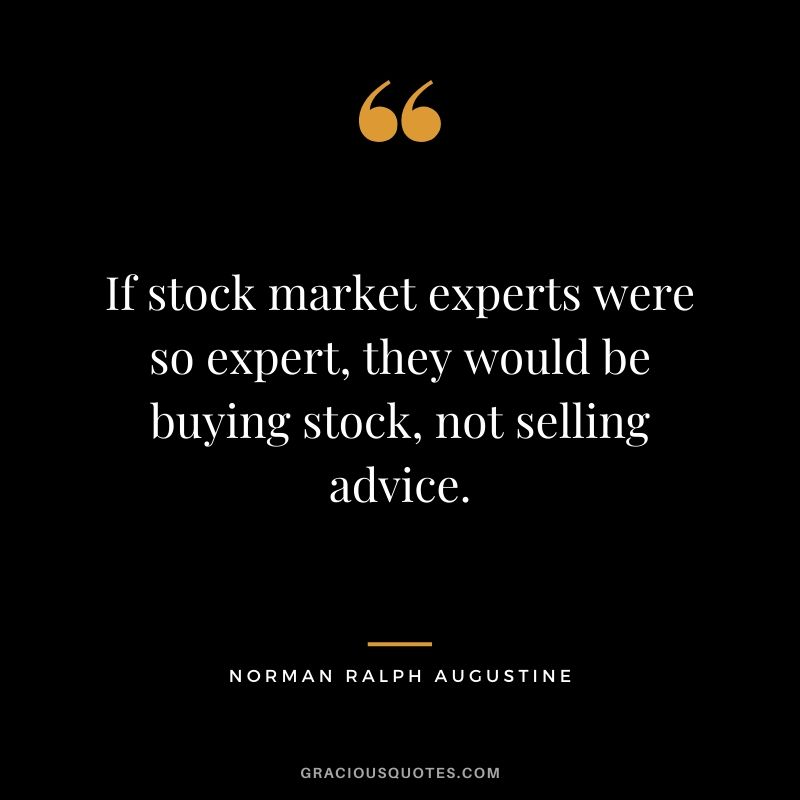 “
If stock market experts were
so expert, they would be
buying stock, not selling
advice.
NORMAN RALPH AUGUSTINE
GRACIOUSQUOTES.COM